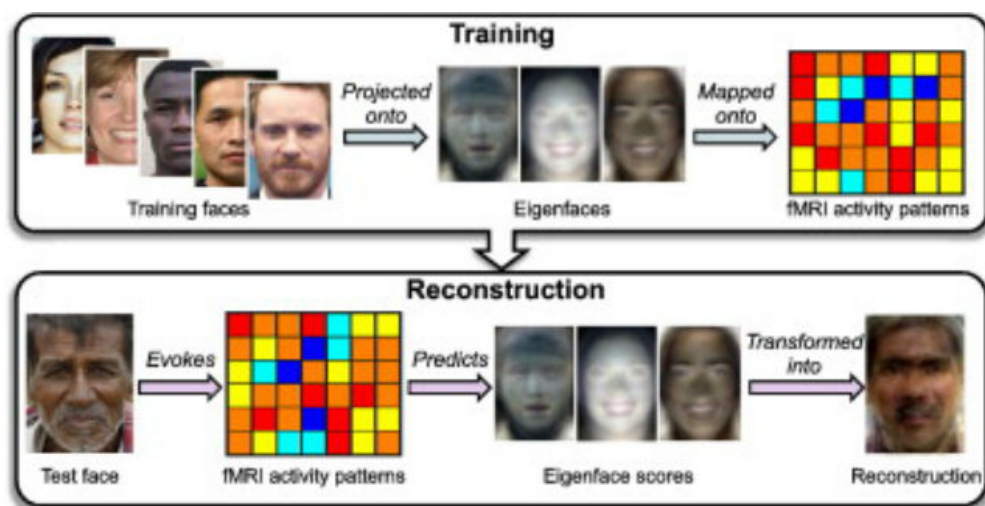 Training
Projected
onto
Mapped
onto
Training faces
Eigenfaces
fMRI activity patterns
Reconstruction
Evokes
Predicts
Transformed
into
Test face
fMRI activity patterns
Eigenface scores
Reconstruction